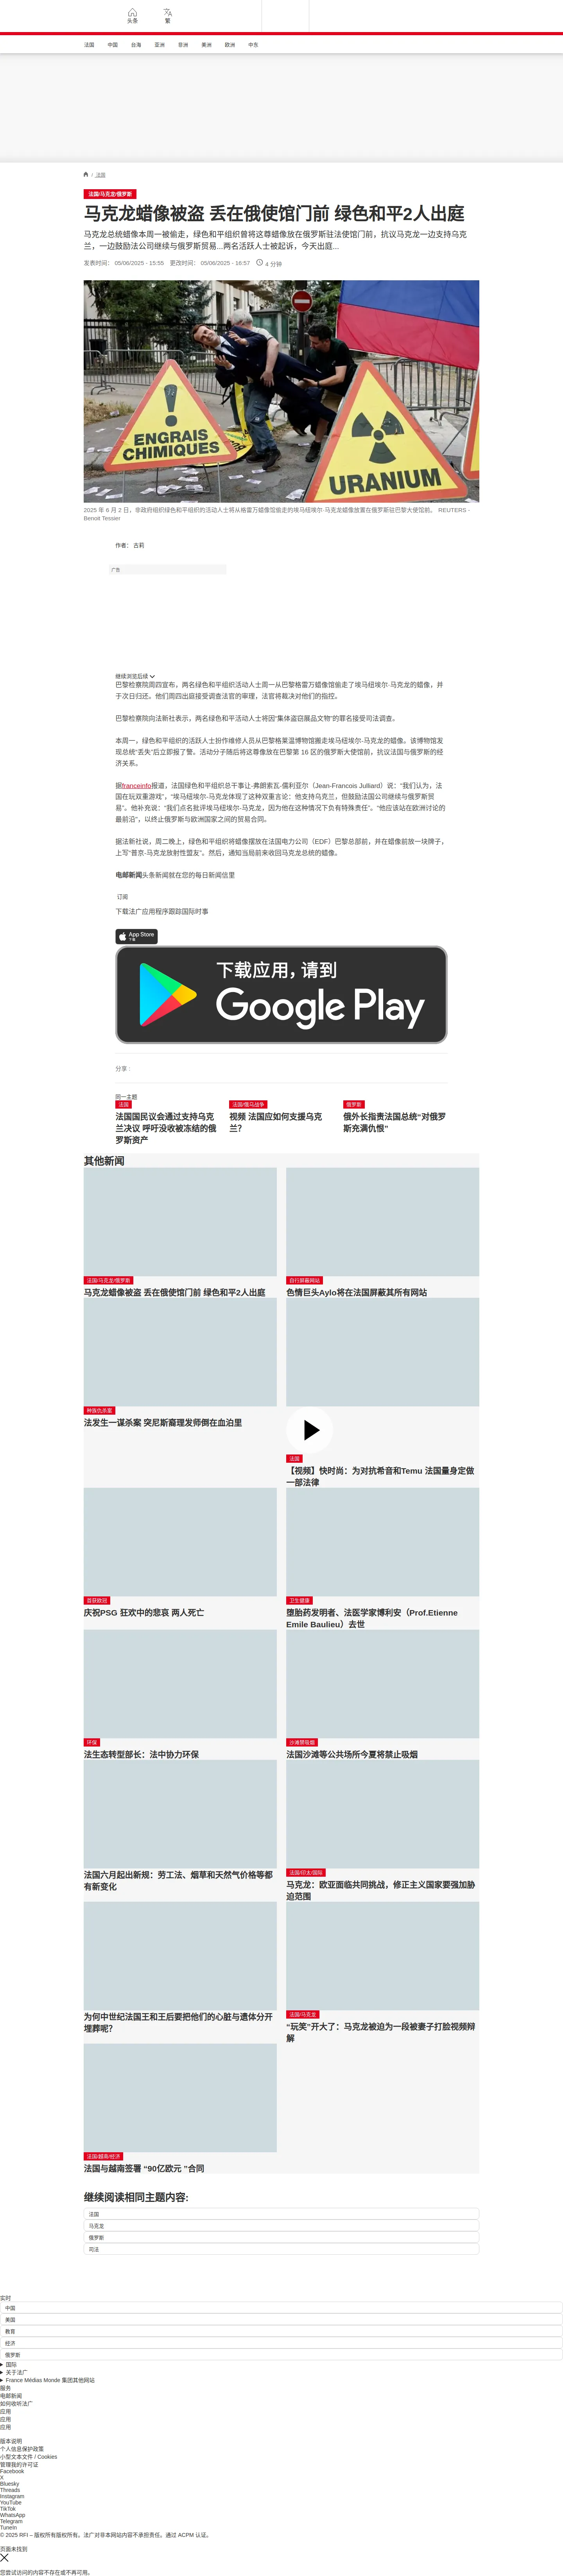 头条
繁
法国
中国
台海
亚洲
非洲
美洲
欧洲
中东
/ 法国
法国/马克龙/俄罗斯
马克龙蜡像被盗 丢在俄使馆门前 绿色和平2人出庭
马克龙总统蜡像本周一被偷走，绿色和平组织曾将这尊蜡像放在俄罗斯驻法使馆门前，抗议马克龙一边支持乌克
兰，一边鼓励法公司继续与俄罗斯贸易...两名活跃人士被起诉，今天出庭...
发表时间： 05/06/2025 - 15:55 更改时间： 05/06/2025 - 16:57 4 分钟
ENGRAIS
CHIMIQUES
URANIUM
2025 年 6 月 2 日，非政府组织绿色和平组织的活动人士将从格雷万蜡像馆偷走的埃马纽埃尔·马克龙蜡像放置在俄罗斯驻巴黎大使馆前。 REUTERS -
Benoit Tessier
作者： 古莉
广告
继续浏览后续
巴黎检察院周四宣布，两名绿色和平组织活动人士周一从巴黎格雷万蜡像馆偷走了埃马纽埃尔·马克龙的蜡像，并
于次日归还。他们周四出庭接受调查法官的审理，法官将裁决对他们的指控。
巴黎检察院向法新社表示，两名绿色和平活动人士将因“集体盗窃展品文物”的罪名接受司法调查。
本周一，绿色和平组织的活跃人士扮作维修人员从巴黎格莱温博物馆搬走埃马纽埃尔-马克龙的蜡像。该博物馆发
现总统“丢失”后立即报了警。活动分子随后将这尊像放在巴黎第 16 区的俄罗斯大使馆前，抗议法国与俄罗斯的经
济关系。
据franceinfo报道，法国绿色和平组织总干事让-弗朗索瓦-儒利亚尔（Jean-Francois Julliard）说：“我们认为，法
国在玩双重游戏”，“埃马纽埃尔-马克龙体现了这种双重言论：他支持乌克兰，但鼓励法国公司继续与俄罗斯贸
易”。他补充说：“我们点名批评埃马纽埃尔-马克龙，因为他在这种情况下负有特殊责任”。“他应该站在欧洲讨论的
最前沿”，以终止俄罗斯与欧洲国家之间的贸易合同。
据法新社说，周二晚上，绿色和平组织将蜡像摆放在法国电力公司（EDF）巴黎总部前，并在蜡像前放一块牌子，
上写“普京-马克龙放射性盟友”。然后，通知当局前来收回马克龙总统的蜡像。
电邮新闻头条新闻就在您的每日新闻信里
订阅
下载法广应用程序跟踪国际时事
App Store
下载
下载应用，请到
Google Play
分享 :
同一主题
法国
法国国民议会通过支持乌克
兰决议 呼吁没收被冻结的俄
罗斯资产
法国/俄乌战争
视频 法国应如何支援乌克
兰？
俄罗斯
俄外长指责法国总统“对俄罗
斯充满仇恨”
其他新闻
法国/马克龙/俄罗斯
马克龙蜡像被盗 丢在俄使馆门前 绿色和平2人出庭
自行屏蔽网站
色情巨头Aylo将在法国屏蔽其所有网站
种族仇杀案
法发生一谋杀案 突尼斯裔理发师倒在血泊里
法国
【视频】快时尚：为对抗希音和Temu 法国量身定做
一部法律
首获欧冠
庆祝PSG 狂欢中的悲哀 两人死亡
卫生健康
堕胎药发明者、法医学家博利安（Prof.Etienne
Emile Baulieu）去世
环保
法生态转型部长：法中协力环保
沙滩禁吸烟
法国沙滩等公共场所今夏将禁止吸烟
法国六月起出新规：劳工法、烟草和天然气价格等都
有新变化
法国/印太/国际
马克龙：欧亚面临共同挑战，修正主义国家要强加胁
迫范围
为何中世纪法国王和王后要把他们的心脏与遗体分开
埋葬呢？
法国/马克龙
“玩笑”开大了：马克龙被迫为一段被妻子打脸视频辩
解
法国/越南/经济
法国与越南签署 “90亿欧元 ”合同
继续阅读相同主题内容:
法国
马克龙
俄罗斯
司法
实时
中国
美国
教育
经济
俄罗斯
国际
关于法广
France Médias Monde 集团其他网站
服务
电邮新闻
如何收听法广
应用
应用
应用
版本说明
个人信息保护政策
小型文本文件 / Cookies
管理我的许可证
Facebook
X
Bluesky
Threads
Instagram
YouTube
TikTok
WhatsApp
Telegram
TuneIn
© 2025 RFI – 版权所有版权所有。法广对非本网站内容不承担责任。通过 ACPM 认证。
页面未找到
您尝试访问的内容不存在或不再可用。